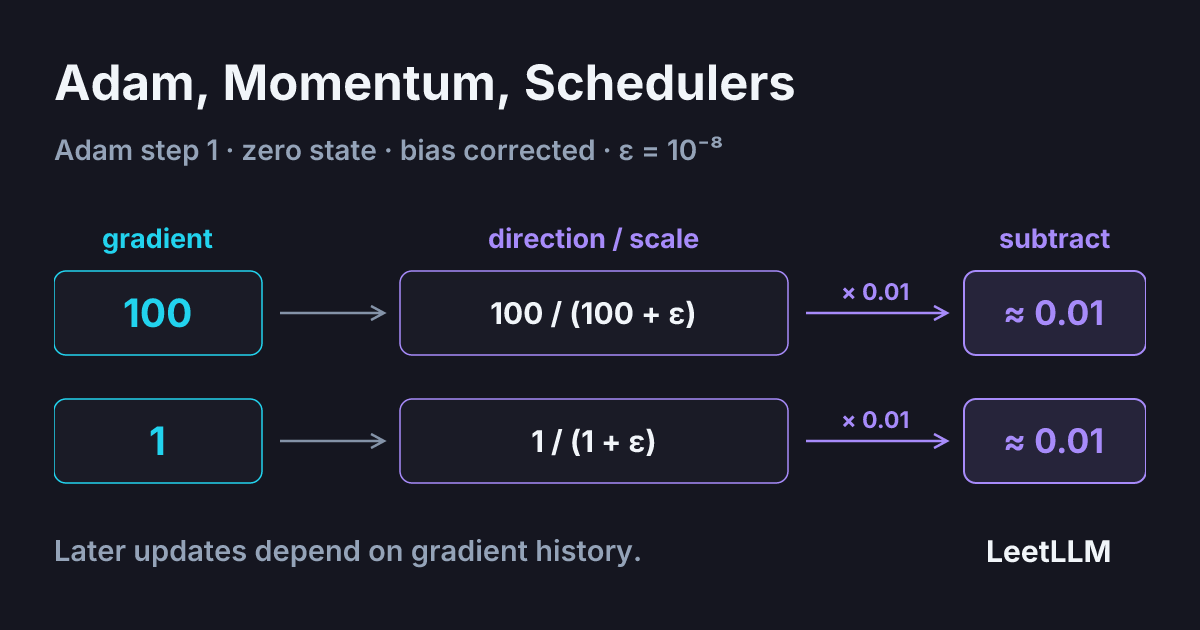 Adam, Momentum, Schedulers
Adam step 1 · zero state · bias corrected · ε = 10⁻⁸
gradient
direction / scale
subtract
100
100 / (100 + ε)
× 0.01
≈ 0.01
1
1 / (1 + ε)
× 0.01
≈ 0.01
Later updates depend on gradient history.
LeetLLM